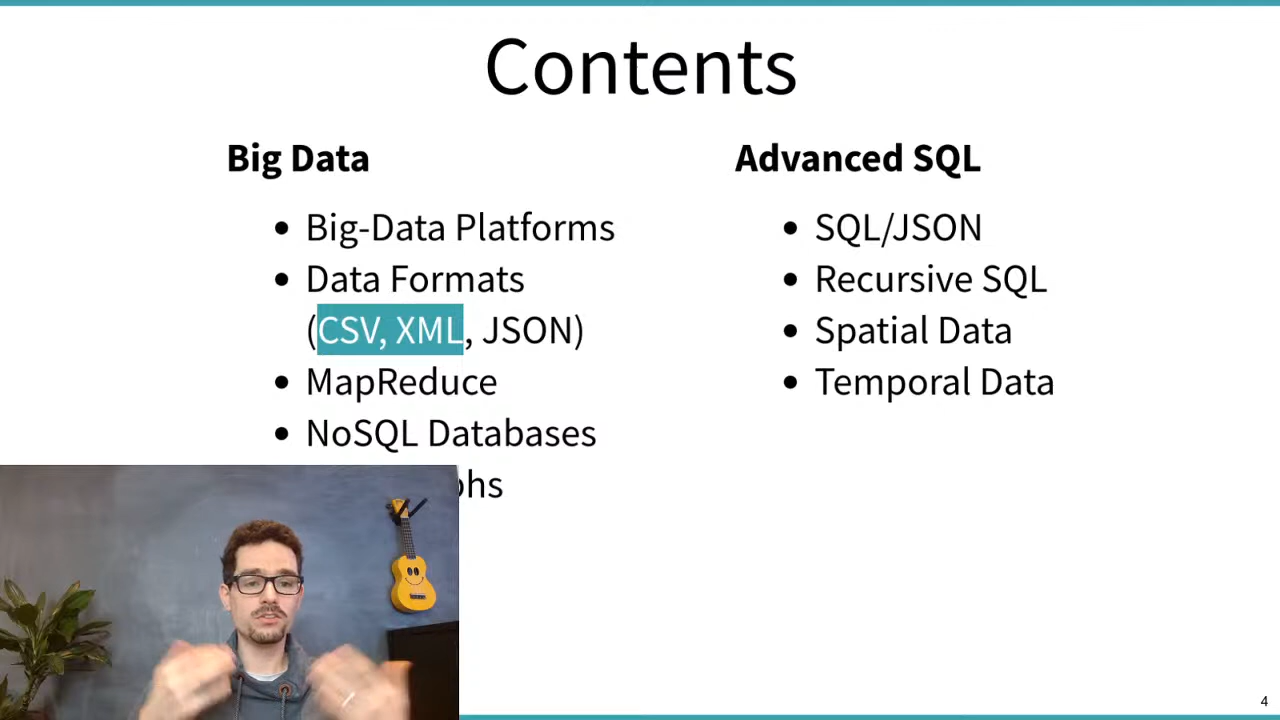 Contents
Big Data
• Big-Data Platforms
• Data Formats
(CSV, XML, JSON)
• MapReduce
• NoSQL Databases
Advanced SQL
• SQL/JSON
• Recursive SQL
• Spatial Data
• Temporal Data
4